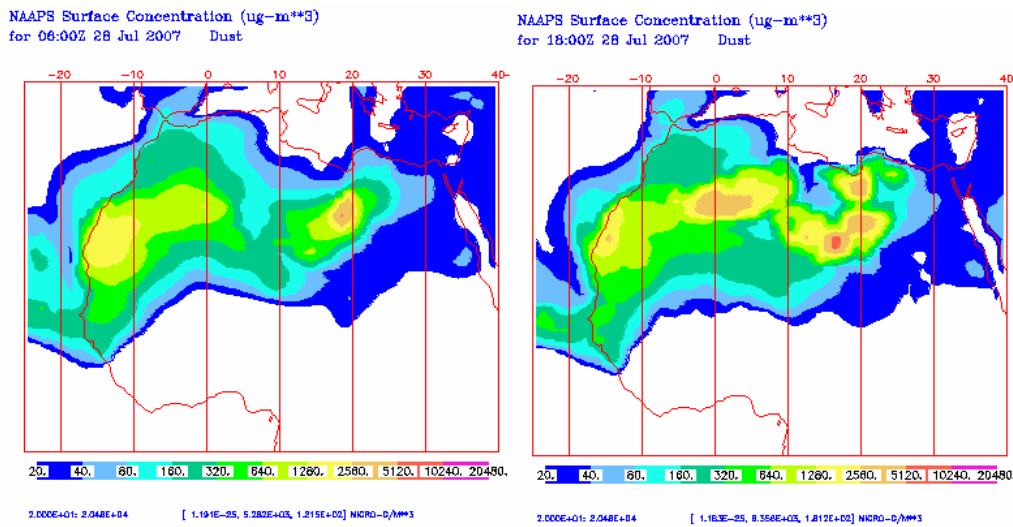 NAAPS Surface Concentration (ug-m**3)
for 06:00Z 28 Jul 2007 Dust
-20 -10 0 10 20 30 40-
20. 40. 80. 160. 320. 640. 1280. 2560. 5120. 10240. 20480.
2.000E+01: 2.048E+04 [ 1.191E-25, 5.282E+03, 1.215E+02] MICRO-G/M**3
NAAPS Surface Concentration (ug-m**3)
for 18:00Z 28 Jul 2007 Dust
-20 -10 0 10 20 30 40
20. 40. 80. 160. 320. 640. 1280. 2560. 5120. 10240. 20480.
2.000E+01: 2.048E+04 [ 1.183E-25, 8.356E+03, 1.812E+02] MICRO-G/M**3